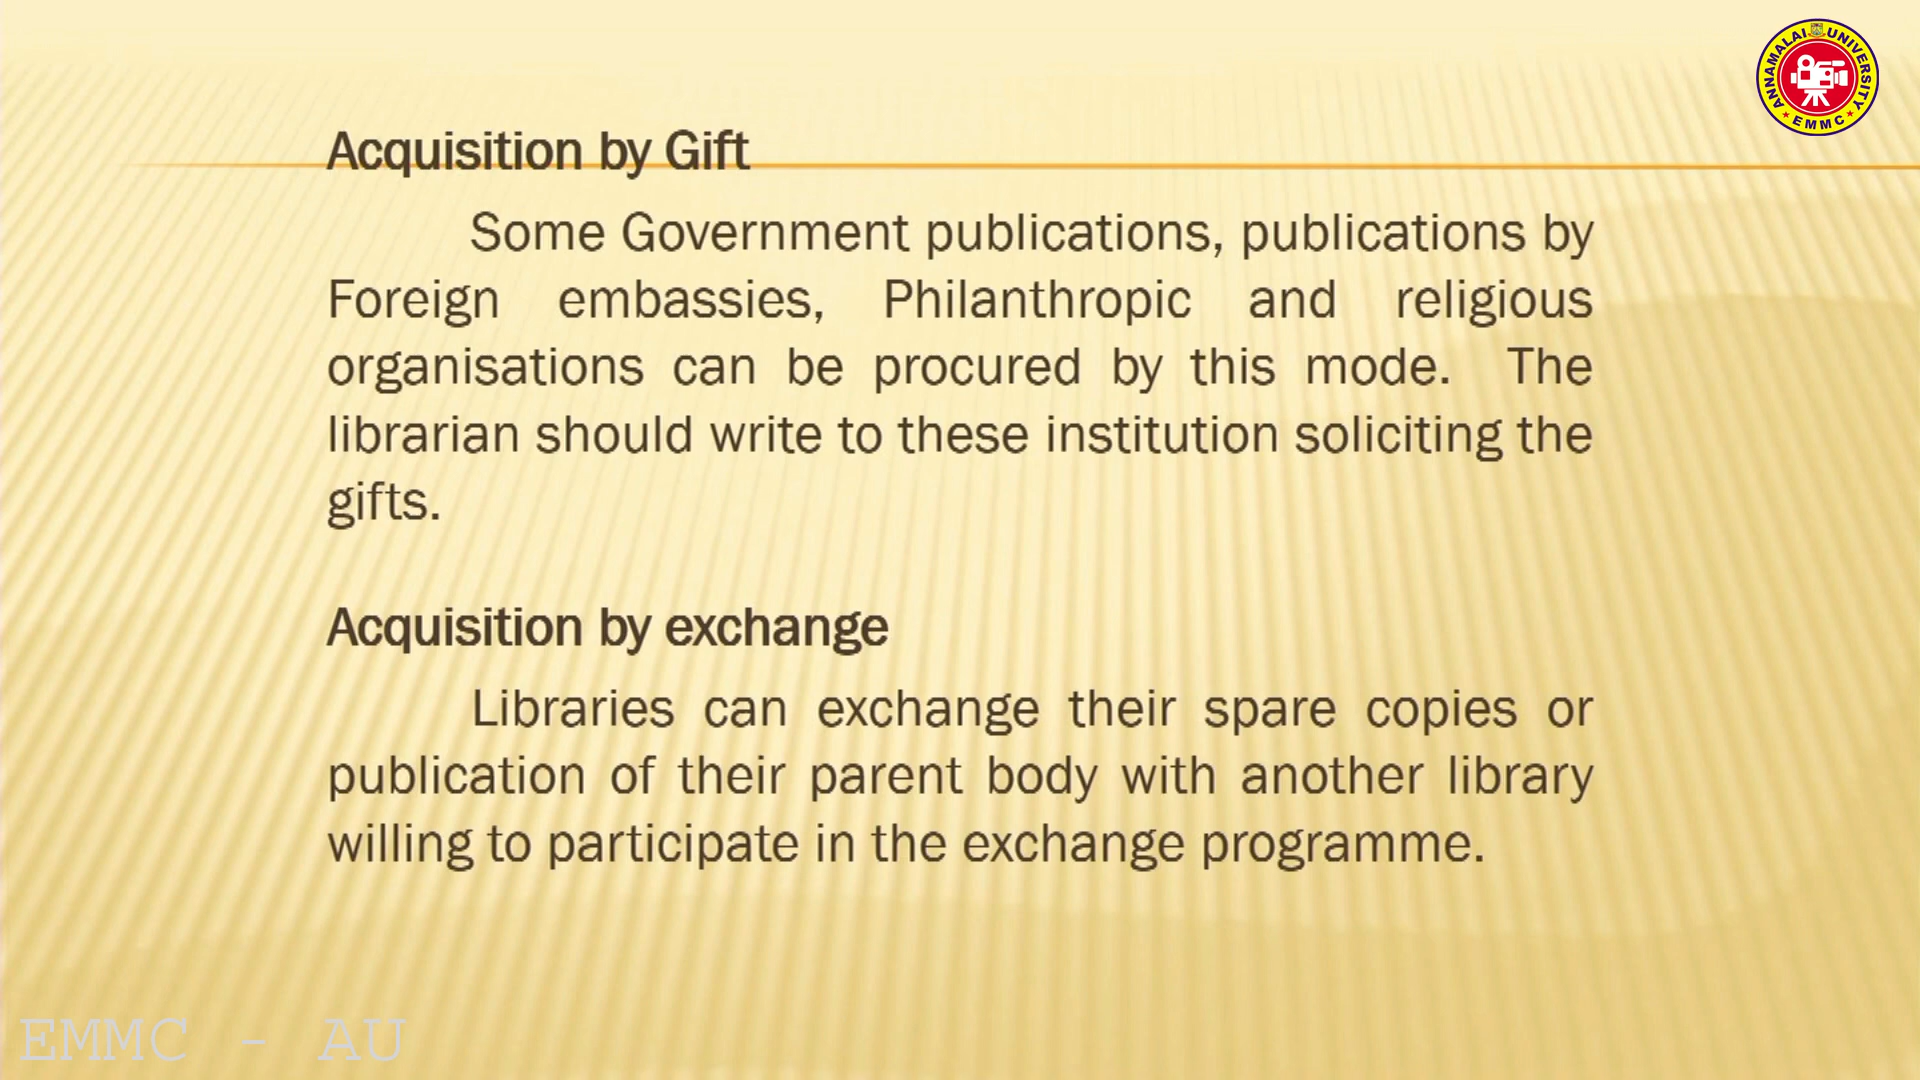 ANNAMALAI UNIVERSITY
EMMC
Acquisition by Gift
Some Government publications, publications by
Foreign embassies, Philanthropic and religious
organisations can be procured by this mode. The
librarian should write to these institution soliciting the
gifts.
Acquisition by exchange
Libraries can exchange their spare copies or
publication of their parent body with another library
willing to participate in the exchange programme.
EMMC - AU